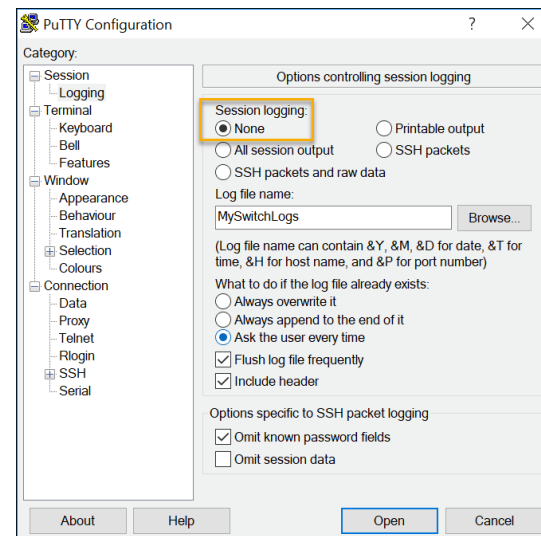 PuTTY Configuration
? ×
Category:
Session
Logging
Terminal
Keyboard
Bell
Features
Window
Appearance
Behaviour
Translation
Selection
Colours
Connection
Data
Proxy
Telnet
Rlogin
SSH
Serial
Options controlling session logging
Session logging:
None Printable output
All session output SSH packets
SSH packets and raw data
Log file name:
MySwitchLogs Browse...
(Log file name can contain &Y, &M, &D for date, &T for
time, &H for host name, and &P for port number)
What to do if the log file already exists:
Always overwrite it
Always append to the end of it
Ask the user every time
Flush log file frequently
Include header
Options specific to SSH packet logging
Omit known password fields
Omit session data
About Help Open Cancel